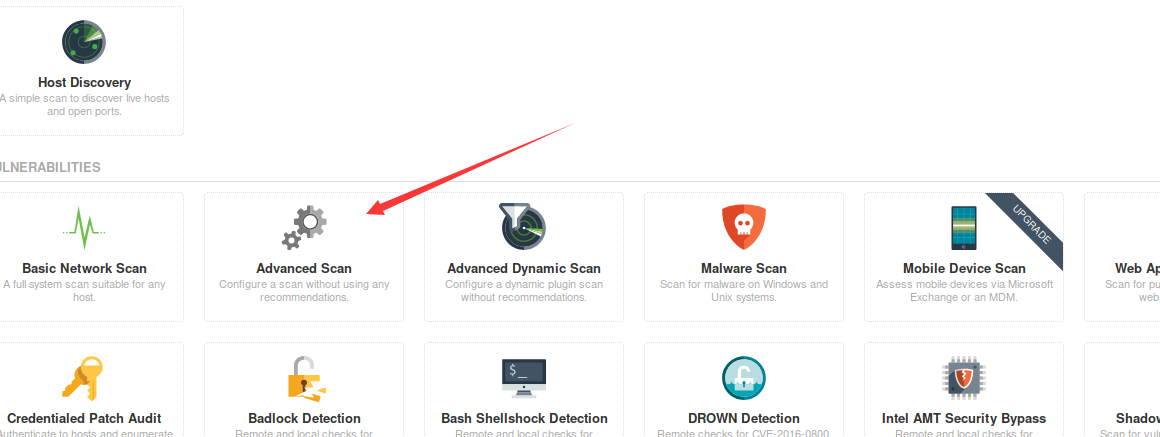 Host Discovery
A simple scan to discover live hosts
and open ports.
ULNERABILITIES
UPGRADE
Basic Network Scan
A full system scan suitable for any
host.
Advanced Scan
Configure a scan without using any
recommendations.
Advanced Dynamic Scan
Configure a dynamic plugin scan
without recommendations.
Malware Scan
Scan for malware on Windows and
Unix systems.
Mobile Device Scan
Assess mobile devices via Microsoft
Exchange or an MDM.
Web Ap
Scan for pu
web
$_
Credentialed Patch Audit
Authenticate to hosts and enumerate
Badlock Detection
Remote and local checks for
Bash Shellshock Detection
Remote and local checks for
DROWN Detection
Remote checks for CVE-2016-0800.
Intel AMT Security Bypass
Remote and local checks for
Shadow
Scan for vul